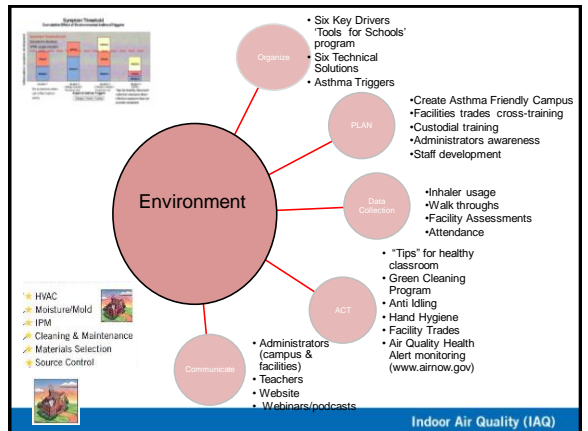 Symptom Threshold
Organize
• Six Key Drivers
'Tools for Schools'
program
• Six Technical
Solutions
• Asthma Triggers
PLAN
•Create Asthma Friendly Campus
•Facilities trades cross-training
•Custodial training
•Administrators awareness
•Staff development
Environment
Data
Collection
•Inhaler usage
•Walk throughs
•Facility Assessments
•Attendance
ACT
• "Tips" for healthy
classroom
• Green Cleaning
Program
• Anti Idling
• Hand Hygiene
• Facility Trades
• Air Quality Health
Alert monitoring
(www.airnow.gov)
HVAC
Moisture/Mold
IPM
Cleaning & Maintenance
Materials Selection
Source Control
Communicate
• Administrators
(campus &
facilities)
• Teachers
• Website
• Webinars/podcasts
Indoor Air Quality (IAQ)